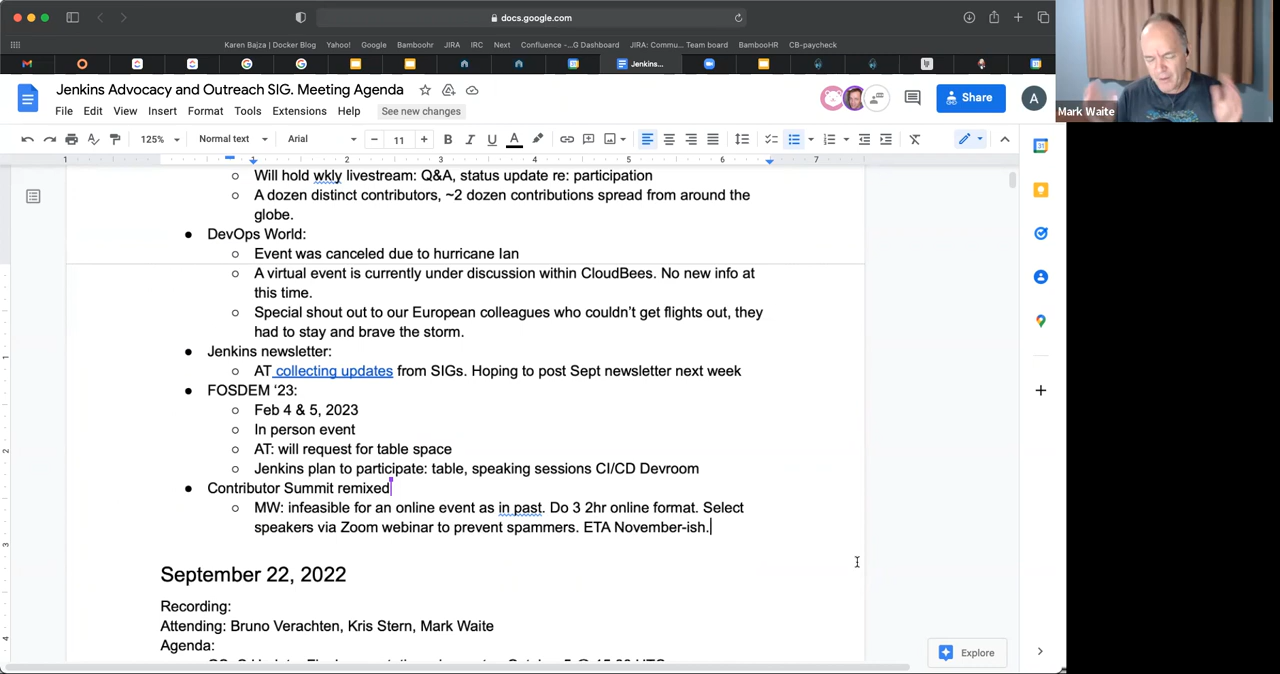 docs.google.com
Karen Bajza | Docker Blog Yahoo! Google Bamboohr JIRA IRC Next Confluence -...G Dashboard JIRA: Commu... Team board BambooHR CB-paycheck
Jenkins...
Jenkins Advocacy and Outreach SIG. Meeting Agenda
Share
A
Mark Waite
File Edit View Insert Format Tools Extensions Help See new changes
125% Normal text Arial 11 B I U A
1 1 2 3 4 5 6 7
Will hold wkly livestream: Q&A, status update re: participation
A dozen distinct contributors, ~2 dozen contributions spread from around the
globe.
DevOps World:
Event was canceled due to hurricane Ian
A virtual event is currently under discussion within CloudBees. No new info at
this time.
Special shout out to our European colleagues who couldn’t get flights out, they
had to stay and brave the storm.
Jenkins newsletter:
AT collecting updates from SIGs. Hoping to post Sept newsletter next week
FOSDEM ‘23:
Feb 4 & 5, 2023
In person event
AT: will request for table space
Jenkins plan to participate: table, speaking sessions CI/CD Devroom
Contributor Summit remixed
MW: infeasible for an online event as in past. Do 3 2hr online format. Select
speakers via Zoom webinar to prevent spammers. ETA November-ish.
September 22, 2022
Recording:
Attending: Bruno Verachten, Kris Stern, Mark Waite
Agenda:
Explore